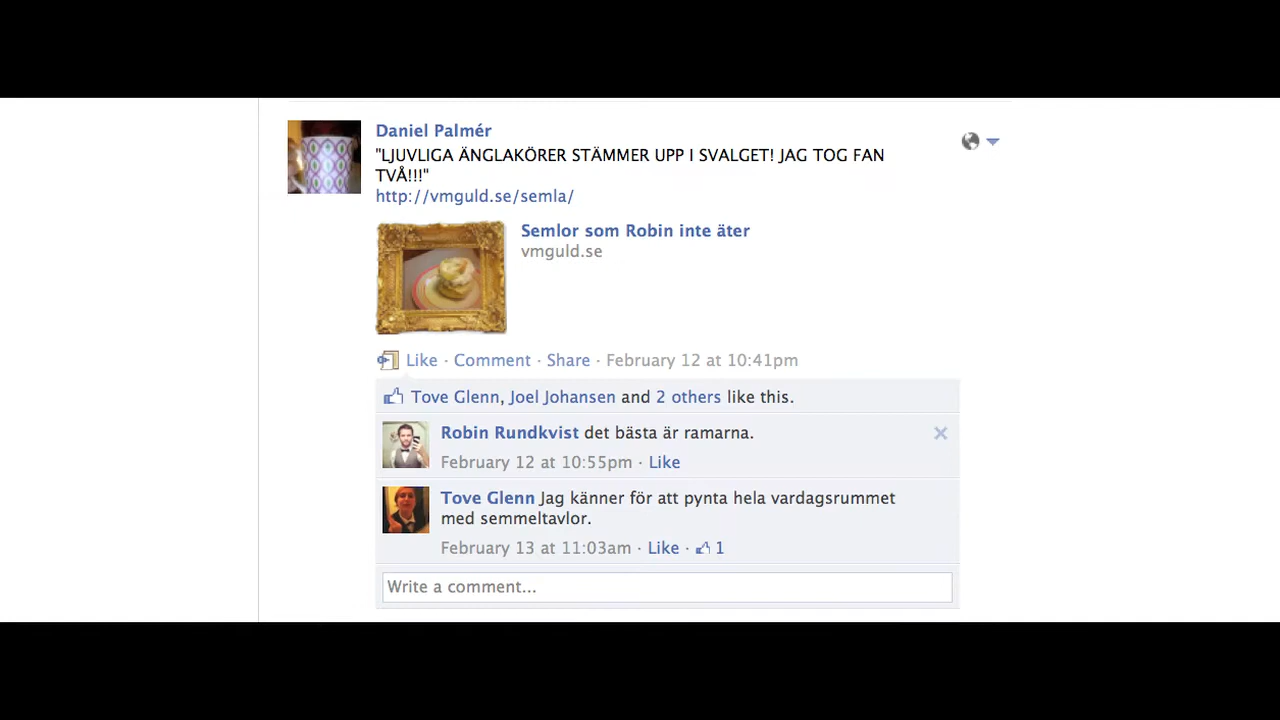 Daniel Palmér
"LJUVLIGA ÄNGLAKÖRER STÄMMER UPP I SVALGET! JAG TOG FAN
TVÅ!!!"
http://vmguld.se/semla/
Semlor som Robin inte äter
vmguld.se
Like · Comment · Share · February 12 at 10:41pm
Tove Glenn, Joel Johansen and 2 others like this.
Robin Rundkvist det bästa är ramarna.
February 12 at 10:55pm · Like
Tove Glenn Jag känner för att pynta hela vardagsrummet
med semmeltavlor.
February 13 at 11:03am · Like · 1
Write a comment...